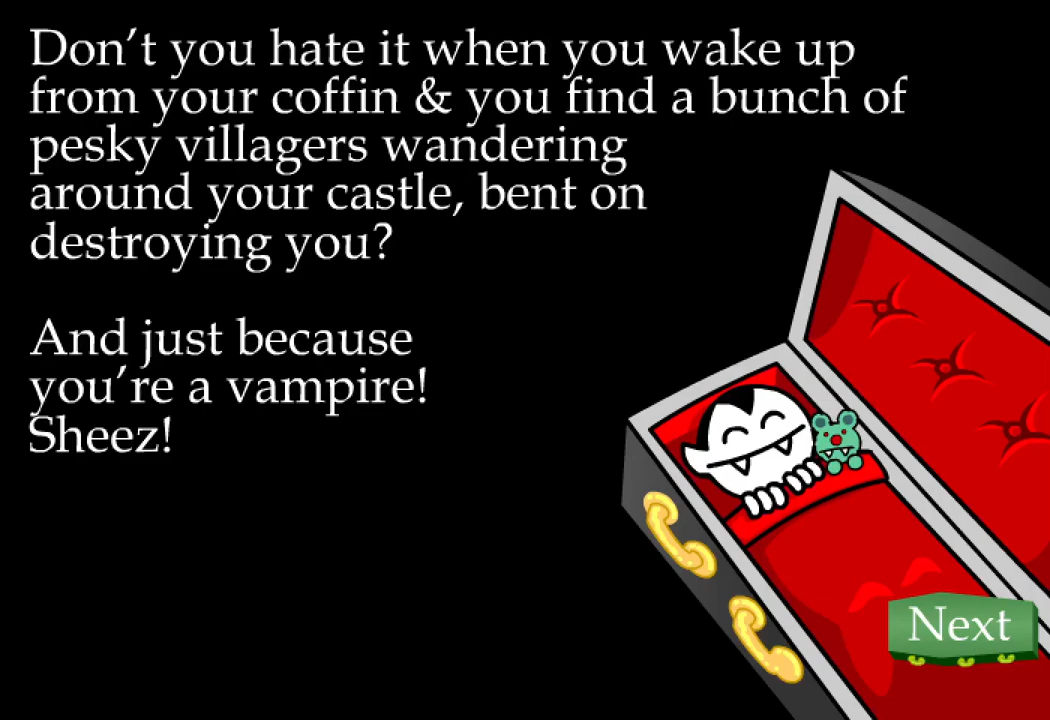 Don’t you hate it when you wake up
from your coffin & you find a bunch of
pesky villagers wandering
around your castle, bent on
destroying you?
And just because
you’re a vampire!
Sheez!
Next